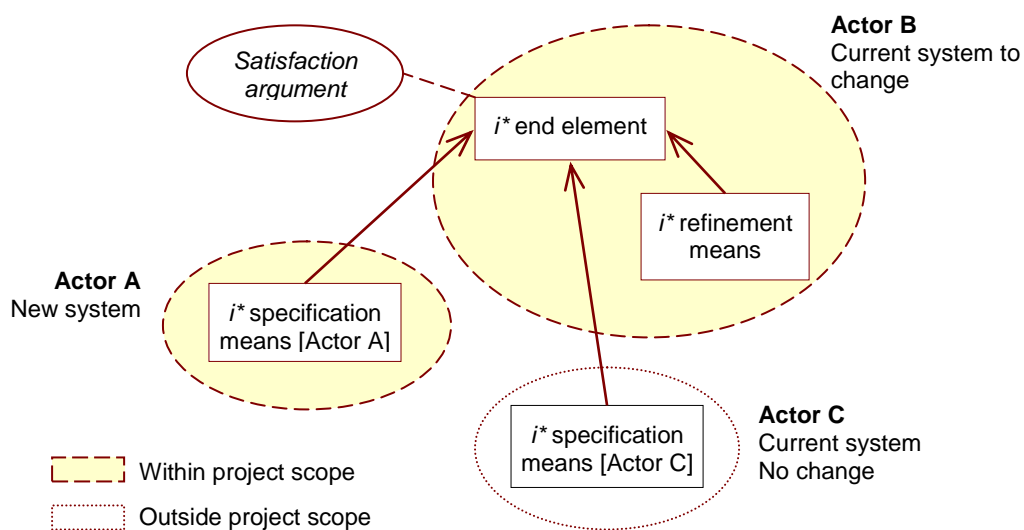 Actor B
Current system to
change
Satisfaction
argument
i* end element
i* refinement
means
Actor A
New system
i* specification
means [Actor A]
Actor C
Current system
No change
i* specification
means [Actor C]
Within project scope
Outside project scope